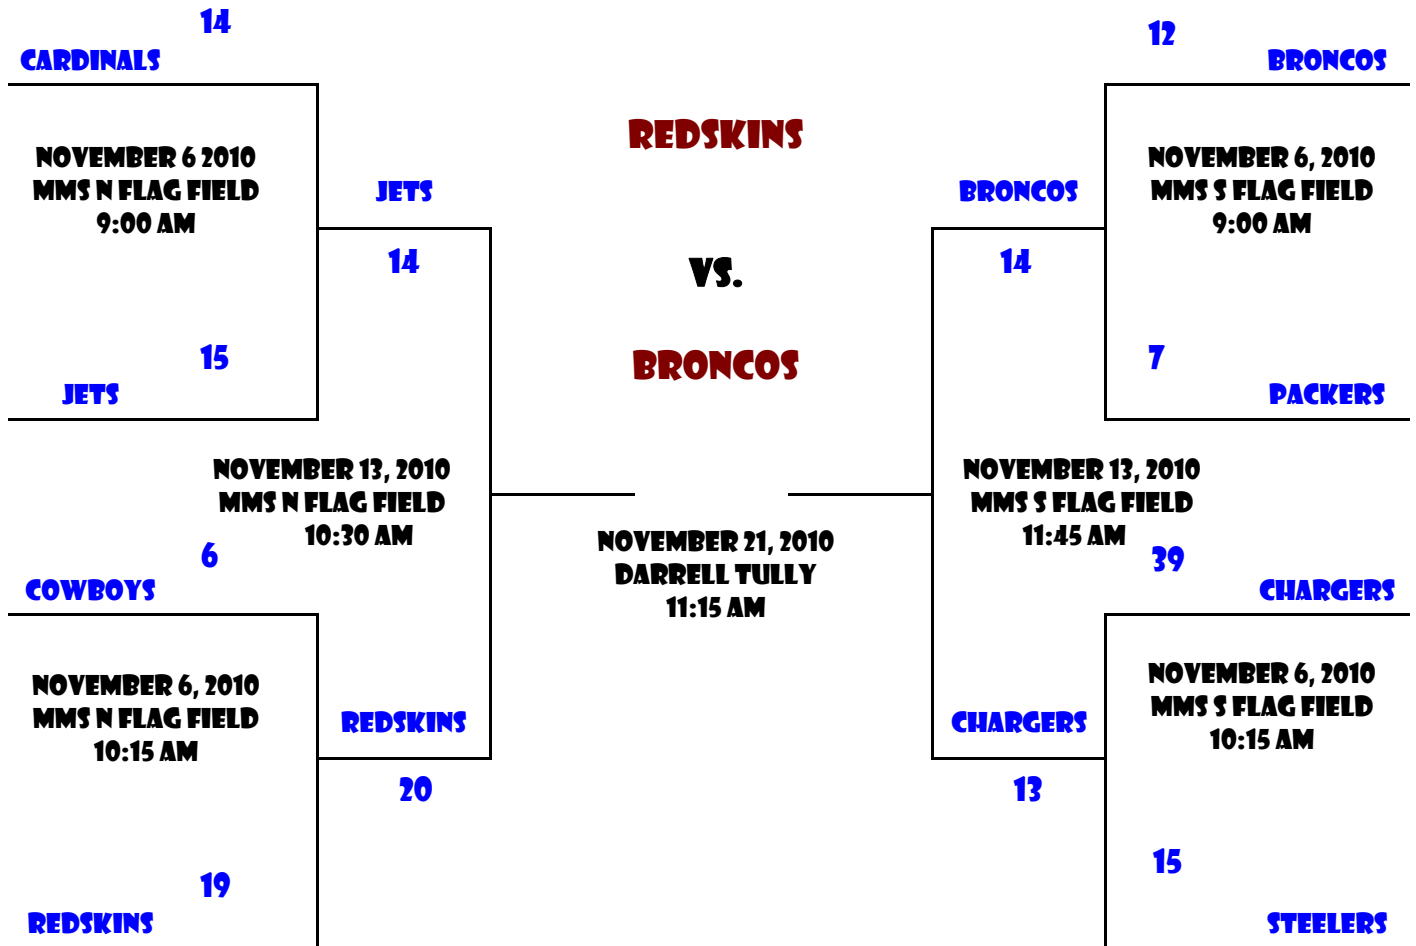 14
CARDINALS
NOVEMBER 6 2010
MMS N FLAG FIELD
9:00 AM
15
JETS
JETS
14
NOVEMBER 13, 2010
MMS N FLAG FIELD
10:30 AM
6
COWBOYS
NOVEMBER 6, 2010
MMS N FLAG FIELD
10:15 AM
19
REDSKINS
REDSKINS
20
REDSKINS
VS.
BRONCOS
NOVEMBER 21, 2010
DARRELL TULLY
11:15 AM
12
BRONCOS
NOVEMBER 6, 2010
MMS S FLAG FIELD
9:00 AM
7
PACKERS
BRONCOS
14
NOVEMBER 13, 2010
MMS S FLAG FIELD
11:45 AM
39
CHARGERS
NOVEMBER 6, 2010
MMS S FLAG FIELD
10:15 AM
15
STEELERS
CHARGERS
13